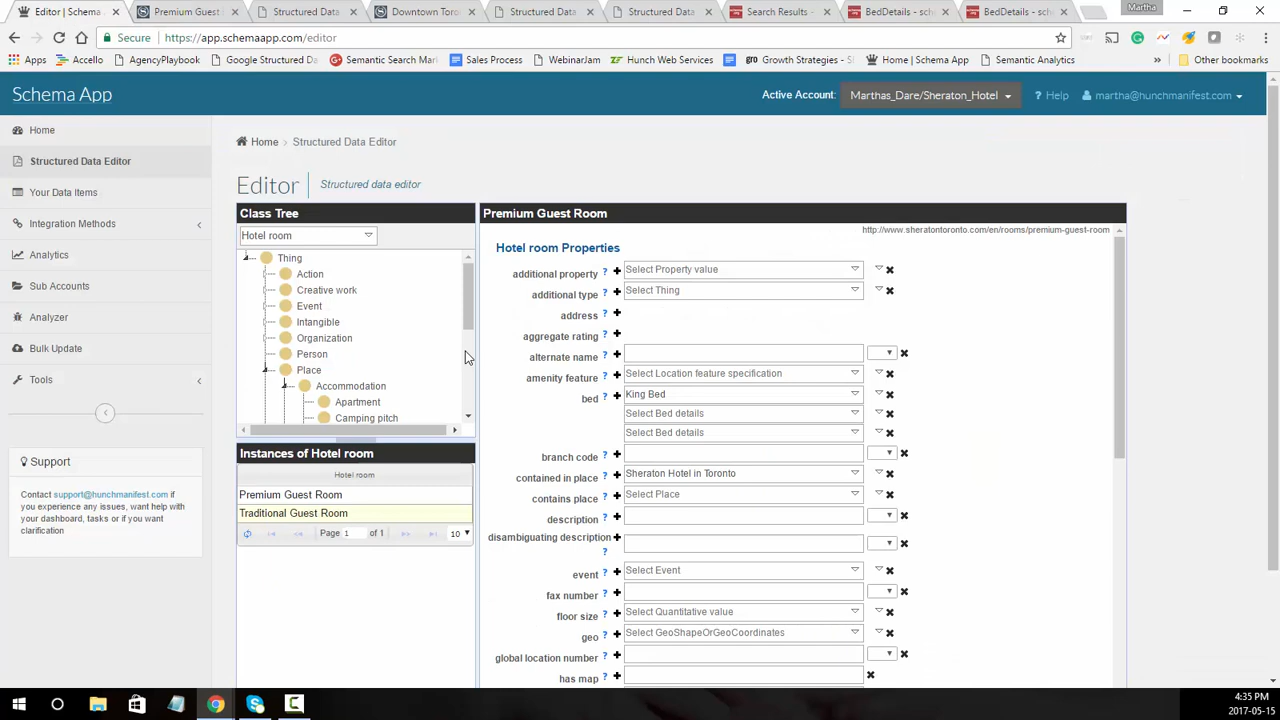 Martha
Editor | Schema App
Premium Guest
Structured Data
Downtown Toro
Structured Dat
Structured Dat
Search Results -
BedDetails - sch
BedDetails - sch
Secure https://app.schemaapp.com/editor
Apps Accello AgencyPlaybook Google Structured Da Semantic Search Mar Sales Process WebinarJam Hunch Web Services Growth Strategies - S Home | Schema App Semantic Analytics » Other bookmarks
Schema App
Active Account: Marthas_Dare/Sheraton_Hotel ? Help martha@hunchmanifest.com
Home
Structured Data Editor
Your Data Items
Integration Methods
Analytics
Sub Accounts
Analyzer
Bulk Update
Tools
Support
Contact support@hunchmanifest.com if
you experience any issues, want help with
your dashboard, tasks or if you want
clarification
Home > Structured Data Editor
Editor Structured data editor
Class Tree
Hotel room
Thing
Action
Creative work
Event
Intangible
Organization
Person
Place
Accommodation
Apartment
Camping pitch
Instances of Hotel room
Hotel room
Premium Guest Room
Traditional Guest Room
Page 1 of 1 10
Premium Guest Room
http://www.sheratontoronto.com/en/rooms/premium-guest-room
Hotel room Properties
additional property ? Select Property value
additional type ? Select Thing
address ?
aggregate rating ?
alternate name ?
amenity feature ? Select Location feature specification
bed ? King Bed
Select Bed details
Select Bed details
branch code ?
contained in place ? Sheraton Hotel in Toronto
contains place ? Select Place
description ?
disambiguating description
?
event ? Select Event
fax number ?
floor size ? Select Quantitative value
geo ? Select GeoShapeOrGeoCoordinates
global location number ?
has map ?
4:35 PM
2017-05-15